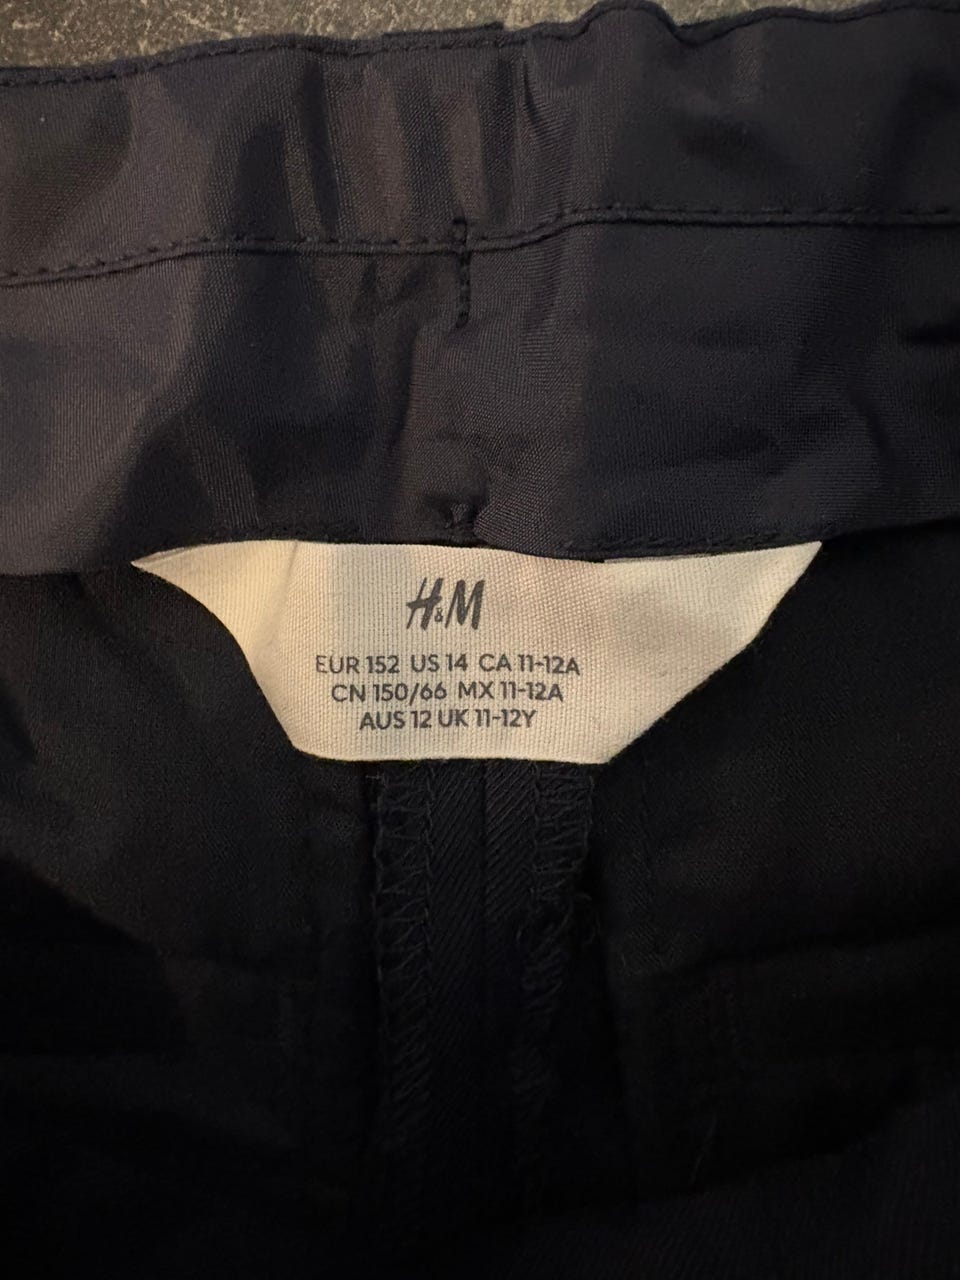 H&M
EUR 152 US 14 CA 11-12A
CN 150/66 MX 11-12A
AUS 12 UK 11-12Y